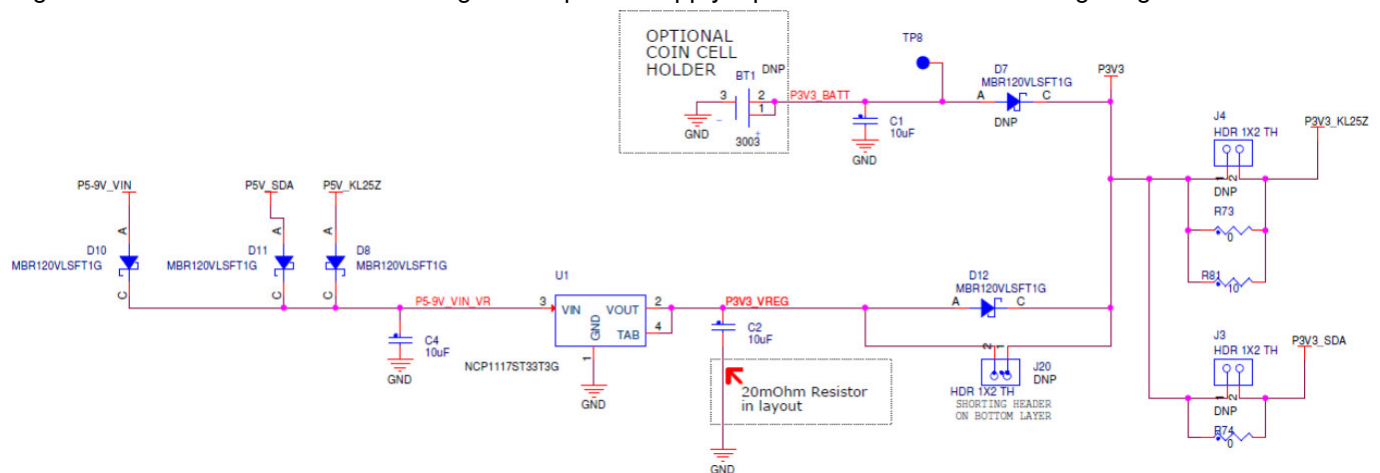 OPTIONAL
COIN CELL
HOLDER
BT1
DNP
3
2
1
GND
3003
P3V3_BATT
C1
10uF
GND
TP8
D7
MBR120VLSFT1G
A
C
DNP
P3V3
J4
HDR 1X2 TH
P3V3_KL25Z
1
2
DNP
R73
0
R81
10
P5-9V_VIN
P5V_SDA
P5V_KL25Z
A
A
A
D10
MBR120VLSFT1G
D11
MBR120VLSFT1G
D8
MBR120VLSFT1G
C
C
C
P5-9V_VIN_VR
C4
10uF
GND
U1
3
VIN
VOUT
2
GND
TAB
4
1
NCP1117ST33T3G
GND
P3V3_VREG
C2
10uF
20mOhm Resistor
in layout
GND
D12
MBR120VLSFT1G
A
C
2
1
J20
HDR 1X2 TH
DNP
SHORTING HEADER
ON BOTTOM LAYER
J3
HDR 1X2 TH
P3V3_SDA
1
2
DNP
R74
0